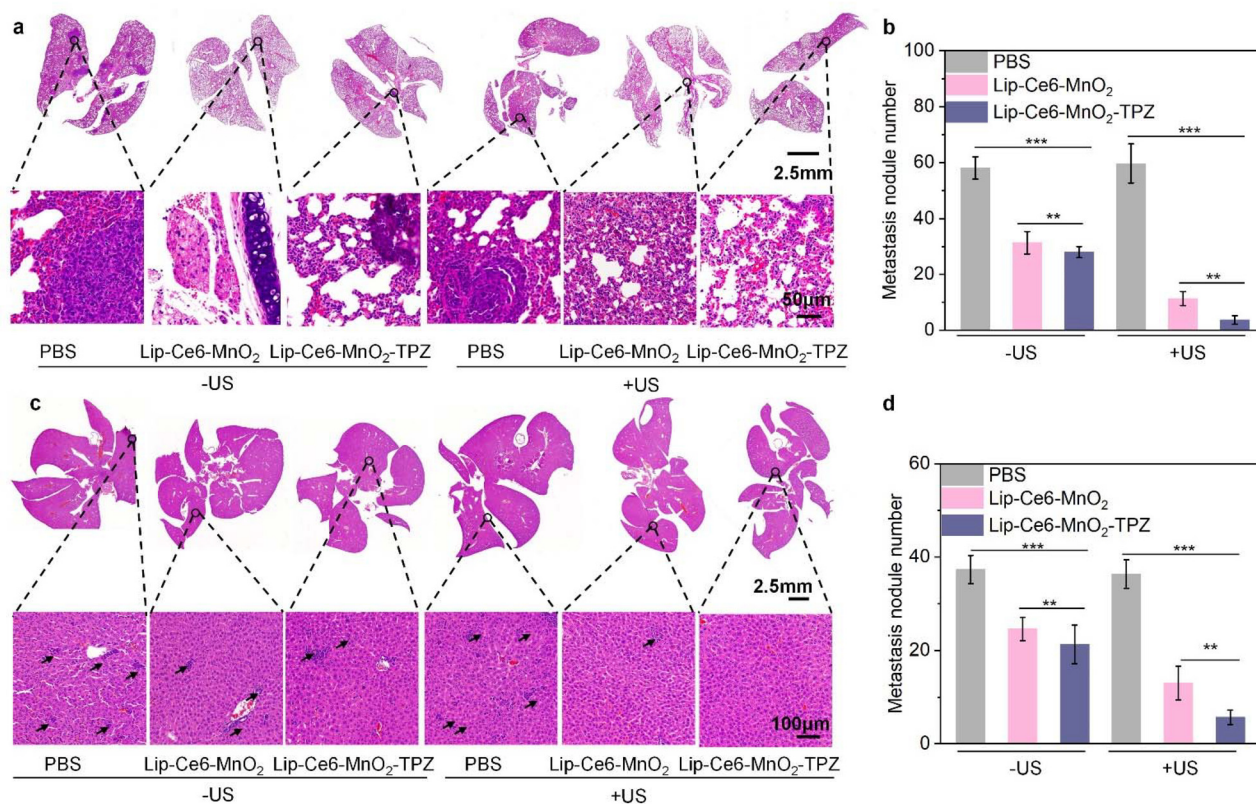 a
2.5mm
50μm
PBS Lip-Ce6-MnO₂ Lip-Ce6-MnO₂-TPZ PBS Lip-Ce6-MnO₂ Lip-Ce6-MnO₂-TPZ
-US +US
b
100
80
60
40
20
0
Metastasis nodule number
PBS
Lip-Ce6-MnO₂
Lip-Ce6-MnO₂-TPZ
*** ***
** **
-US +US
c
2.5mm
100μm
PBS Lip-Ce6-MnO₂ Lip-Ce6-MnO₂-TPZ PBS Lip-Ce6-MnO₂ Lip-Ce6-MnO₂-TPZ
-US +US
d
60
40
20
0
Metastasis nodule number
PBS
Lip-Ce6-MnO₂
Lip-Ce6-MnO₂-TPZ
*** ***
** **
-US +US